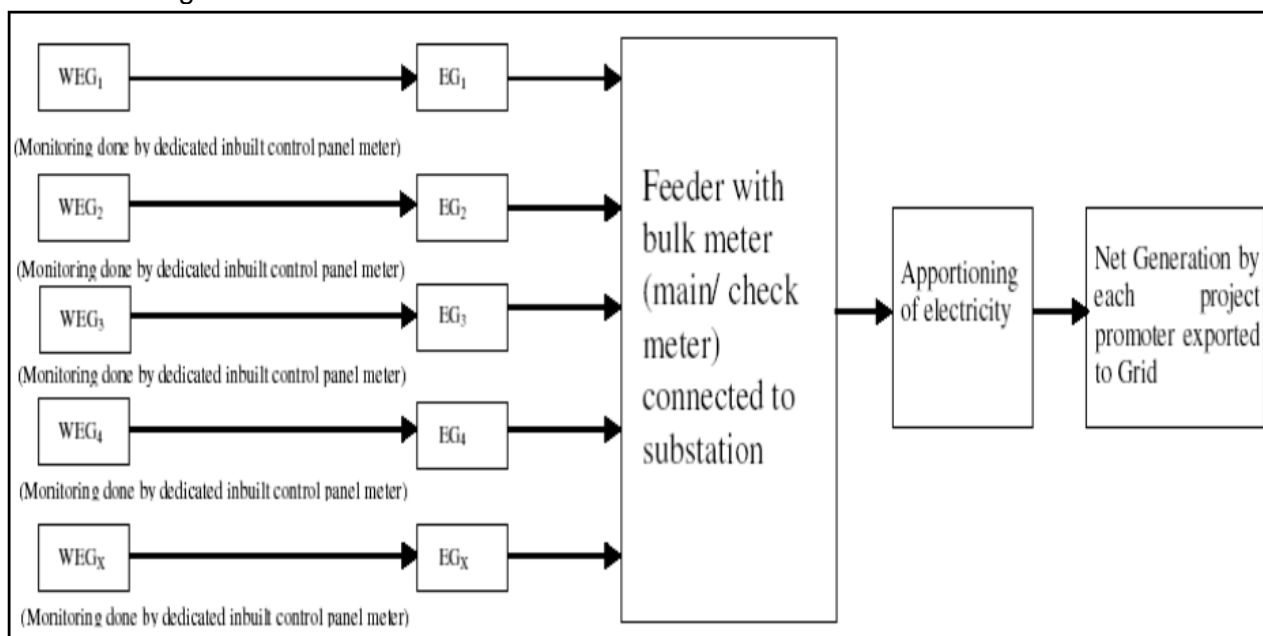 WEG₁
EG₁
(Monitoring done by dedicated inbuilt control panel meter)
WEG₂
EG₂
(Monitoring done by dedicated inbuilt control panel meter)
WEG₃
EG₃
(Monitoring done by dedicated inbuilt control panel meter)
WEG₄
EG₄
(Monitoring done by dedicated inbuilt control panel meter)
WEGX
EGX
(Monitoring done by dedicated inbuilt control panel meter)
Feeder with
bulk meter
(main/ check
meter)
connected to
substation
Apportioning
of electricity
Net Generation by
each project
promoter exported
to Grid